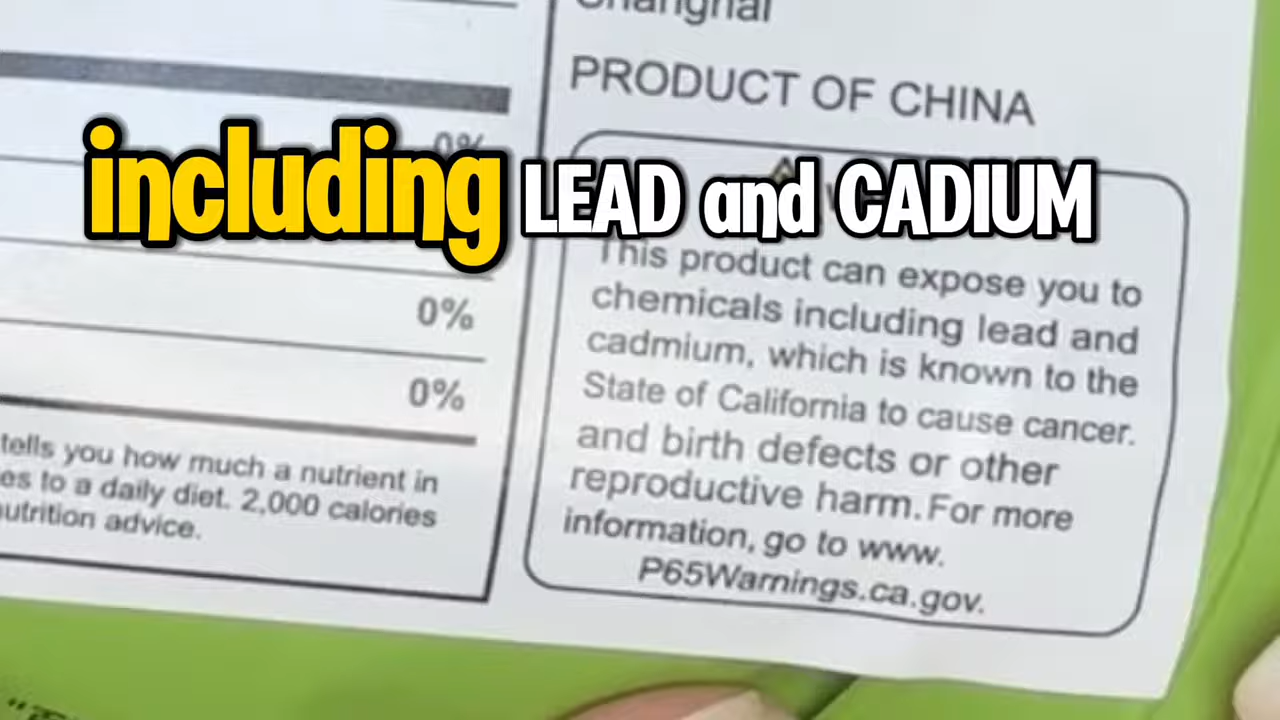 Shanghai
PRODUCT OF CHINA
0%
including LEAD and CADIUM
This product can expose you to
chemicals including lead and
cadmium, which is known to the
State of California to cause cancer.
and birth defects or other
reproductive harm.For more
information, go to www.
P65Warnings.ca.gov.
0%
0%
tells you how much a nutrient in
es to a daily diet. 2,000 calories
utrition advice.